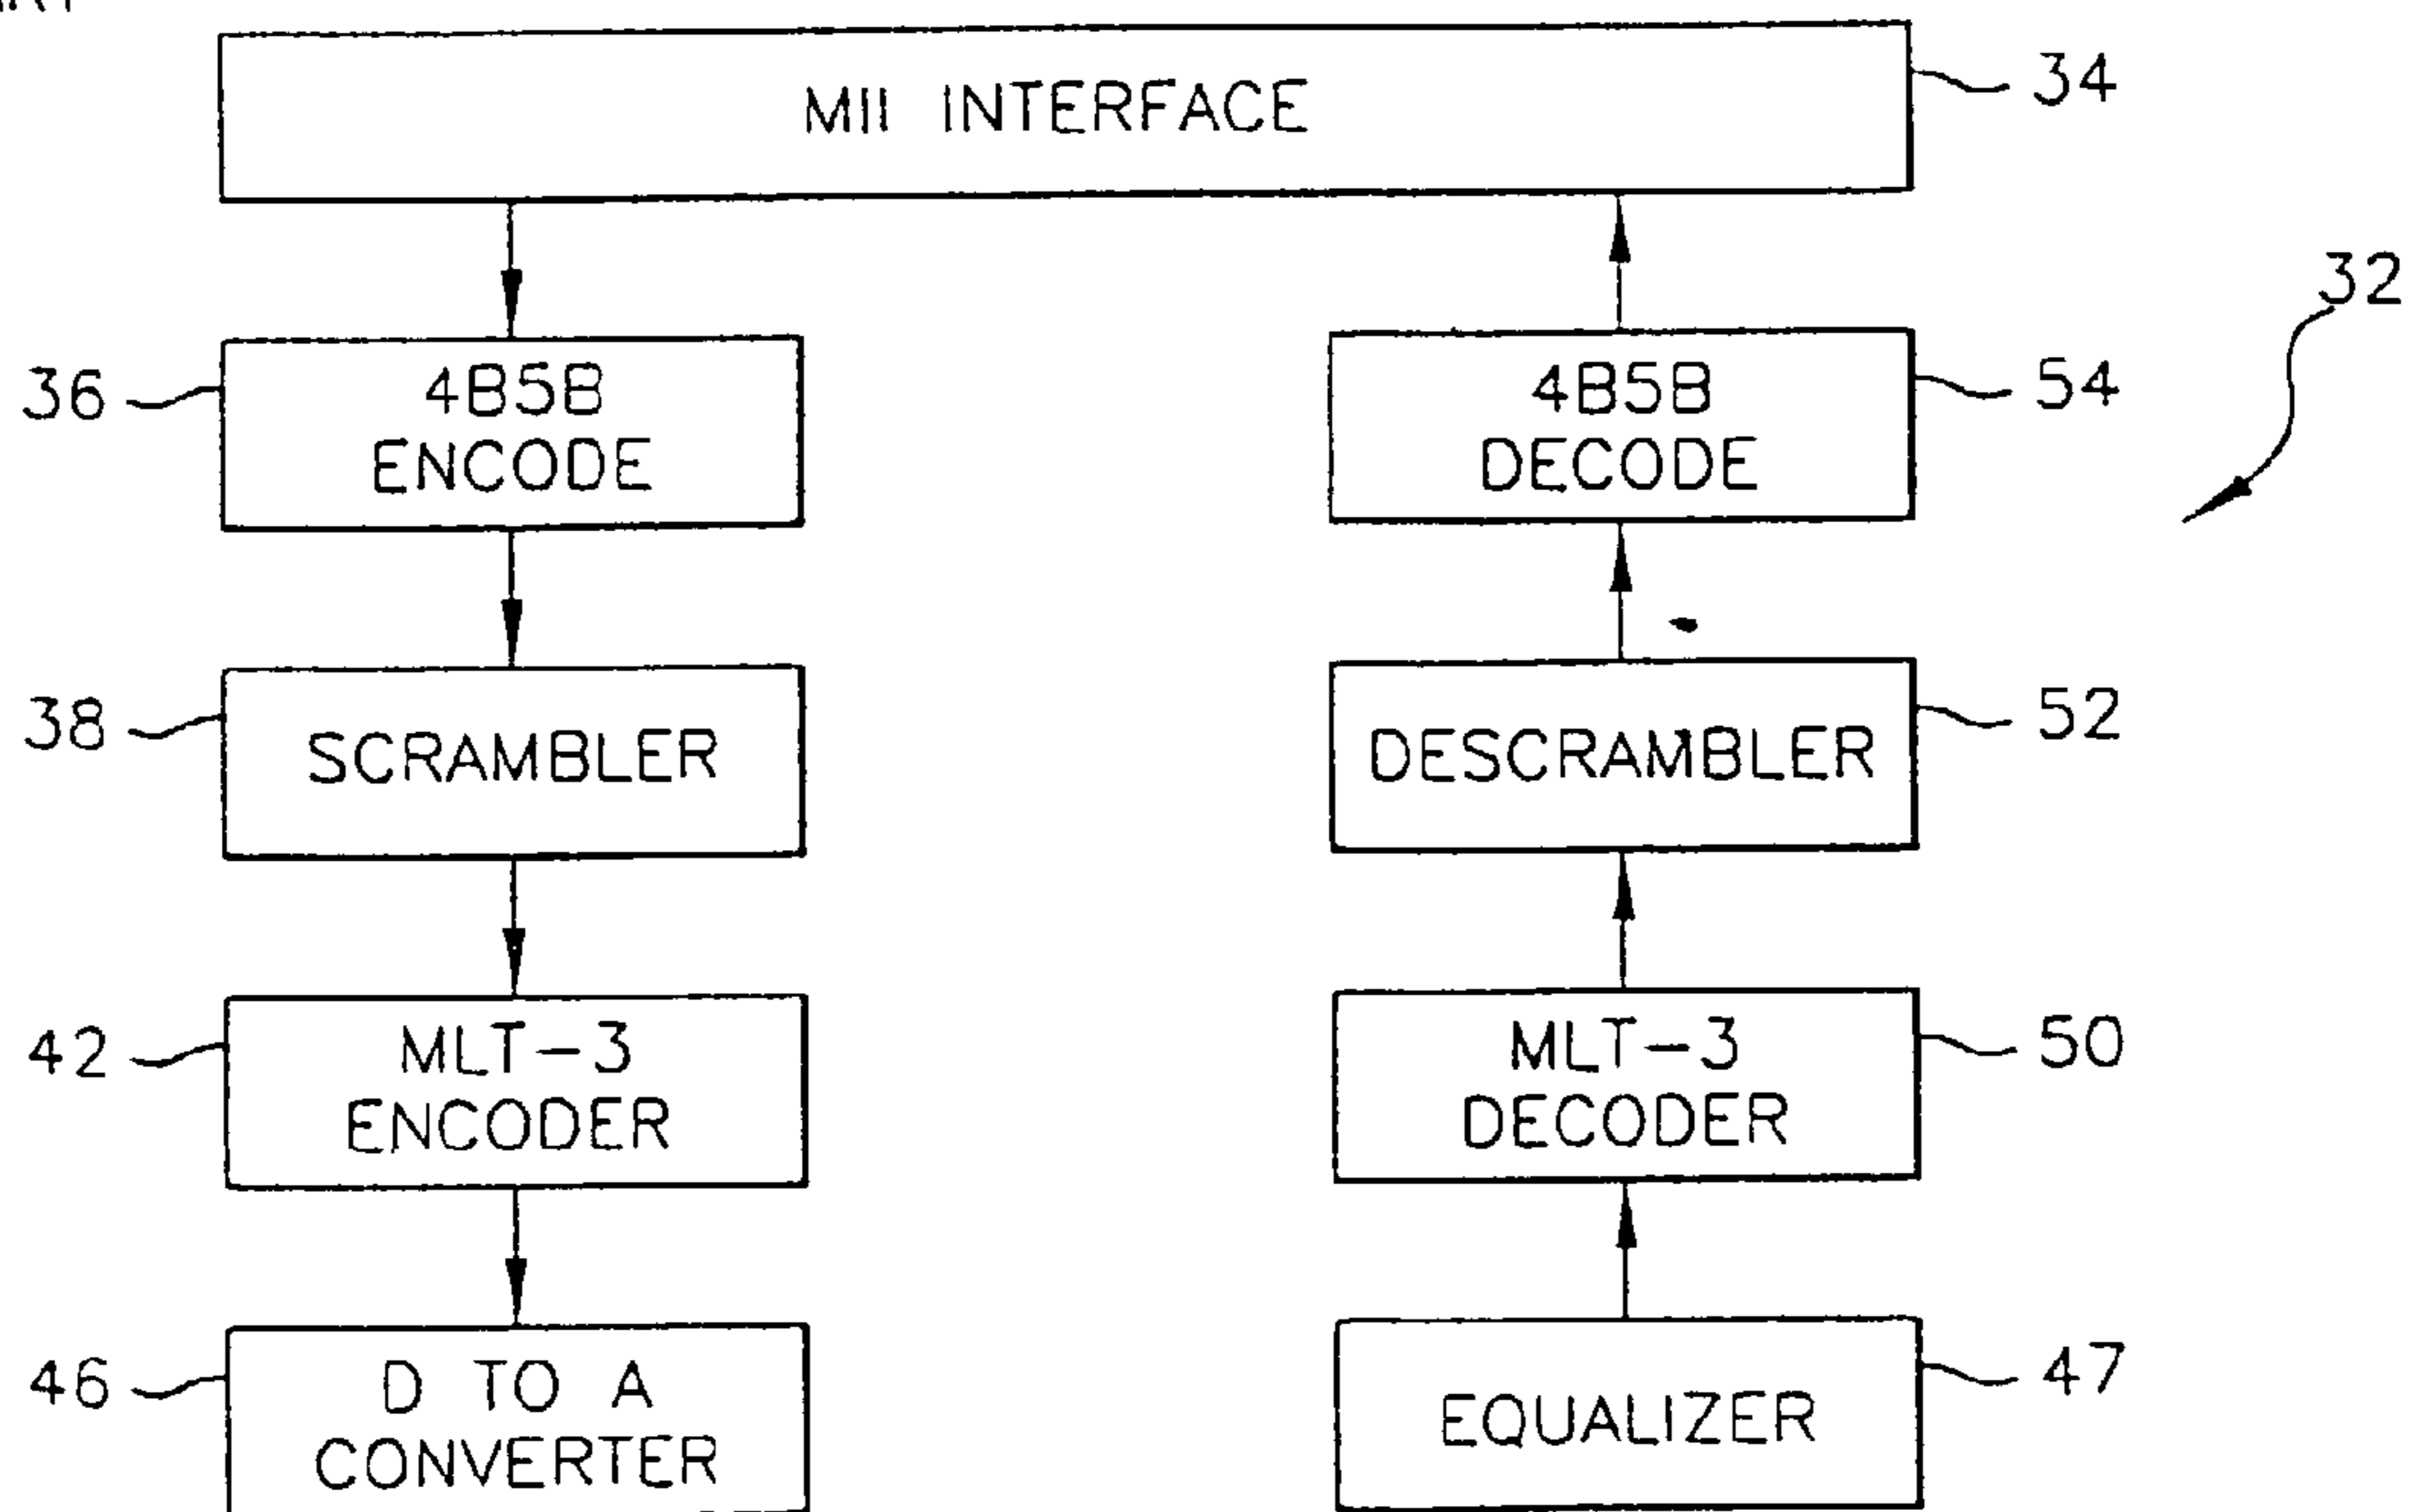 MII INTERFACE
34
32
36
4B5B
ENCODE
4B5B
DECODE
54
38
SCRAMBLER
DESCRAMBLER
52
42
MLT-3
ENCODER
MLT-3
DECODER
50
46
D TO A
CONVERTER
EQUALIZER
47